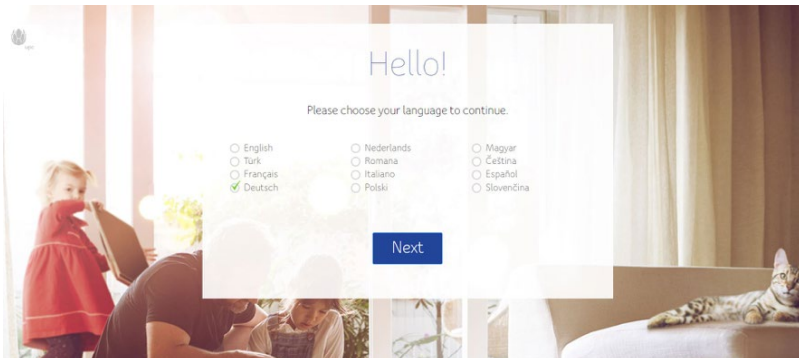 Hello!
Please choose your language to continue.
English
Türk
Français
Deutsch
Nederlands
Romana
Italiano
Polski
Magyar
Čeština
Español
Slovenčina
Next